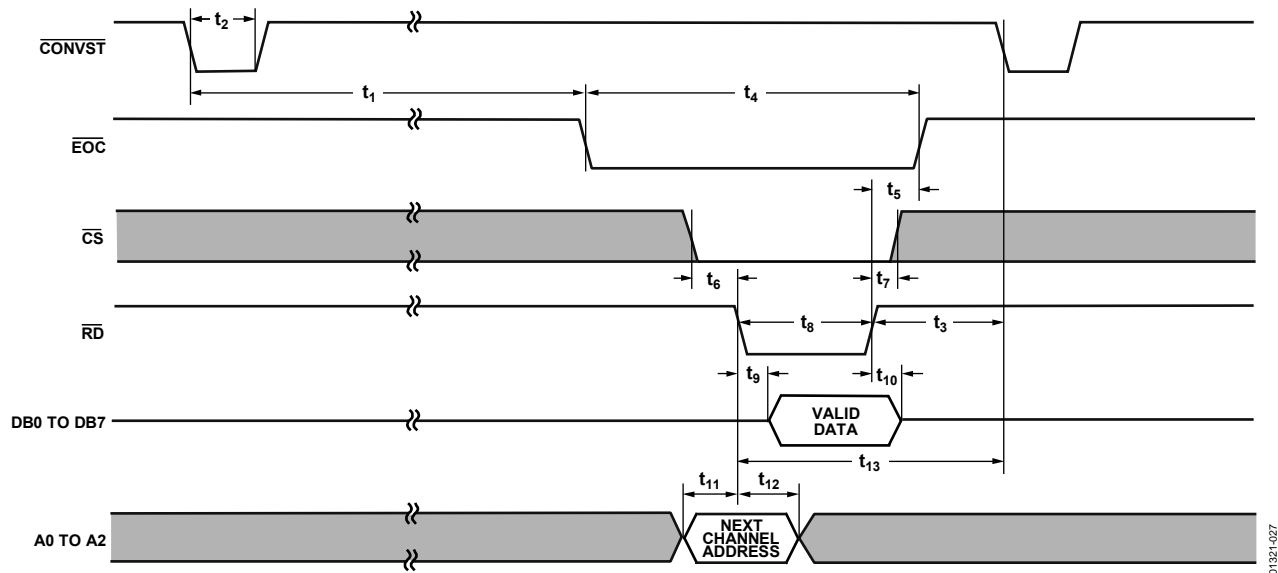 t2
CONVST
t1
t4
EOC
t5
CS
t6
t7
RD
t8
t3
t9
t10
DB0 TO DB7
VALID
DATA
t13
t11
t12
A0 TO A2
NEXT
CHANNEL
ADDRESS
01321-027